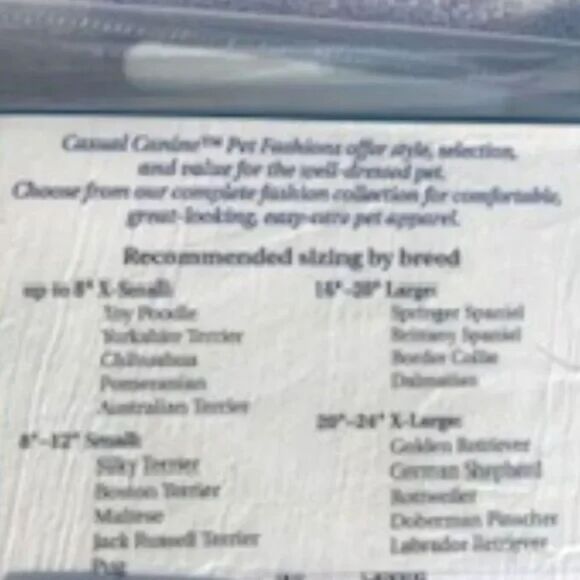 Casual Canine™ Pet Fashions offer style, selection,
and value for the well-dressed pet.
Choose from our complete fashion collection for comfortable,
great-looking, easy-care pet apparel.
Recommended sizing by breed
up to 8" X-Small:
Toy Poodle
Yorkshire Terrier
Chihuahua
Pomeranian
Australian Terrier
8"-12" Small:
Silky Terrier
Boston Terrier
Maltese
Jack Russell Terrier
Pug
Large:
Springer Spaniel
Brittany Spaniel
Border Collie
Dalmatian
20"-24" X-Large:
Golden Retriever
German Shepherd
Rottweiler
Doberman Pinscher
Labrador Retriever